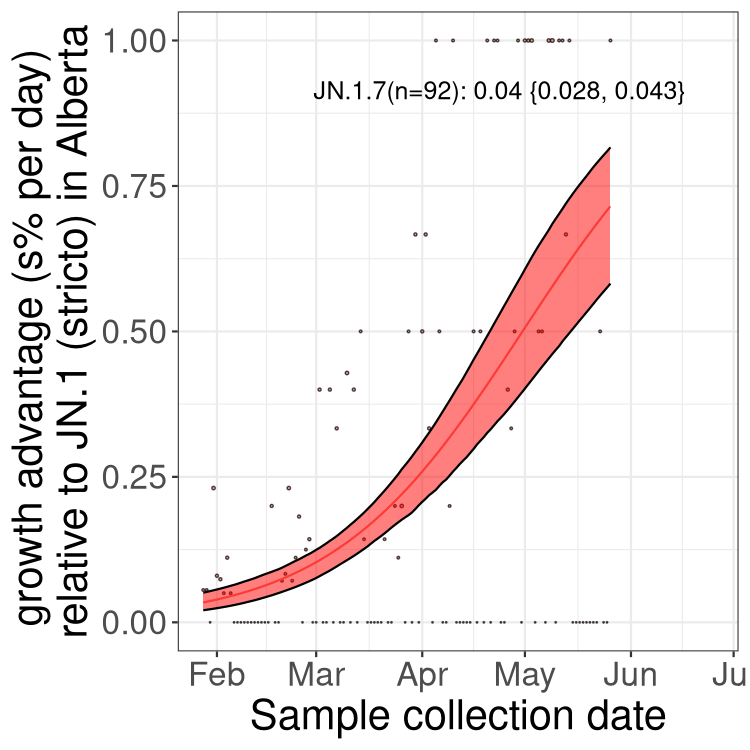 growth advantage (s% per day)
relative to JN.1 (stricto) in Alberta
1.00
0.75
0.50
0.25
0.00
JN.1.7(n=92): 0.04 {0.028, 0.043}
Feb Mar Apr May Jun Ju
Sample collection date